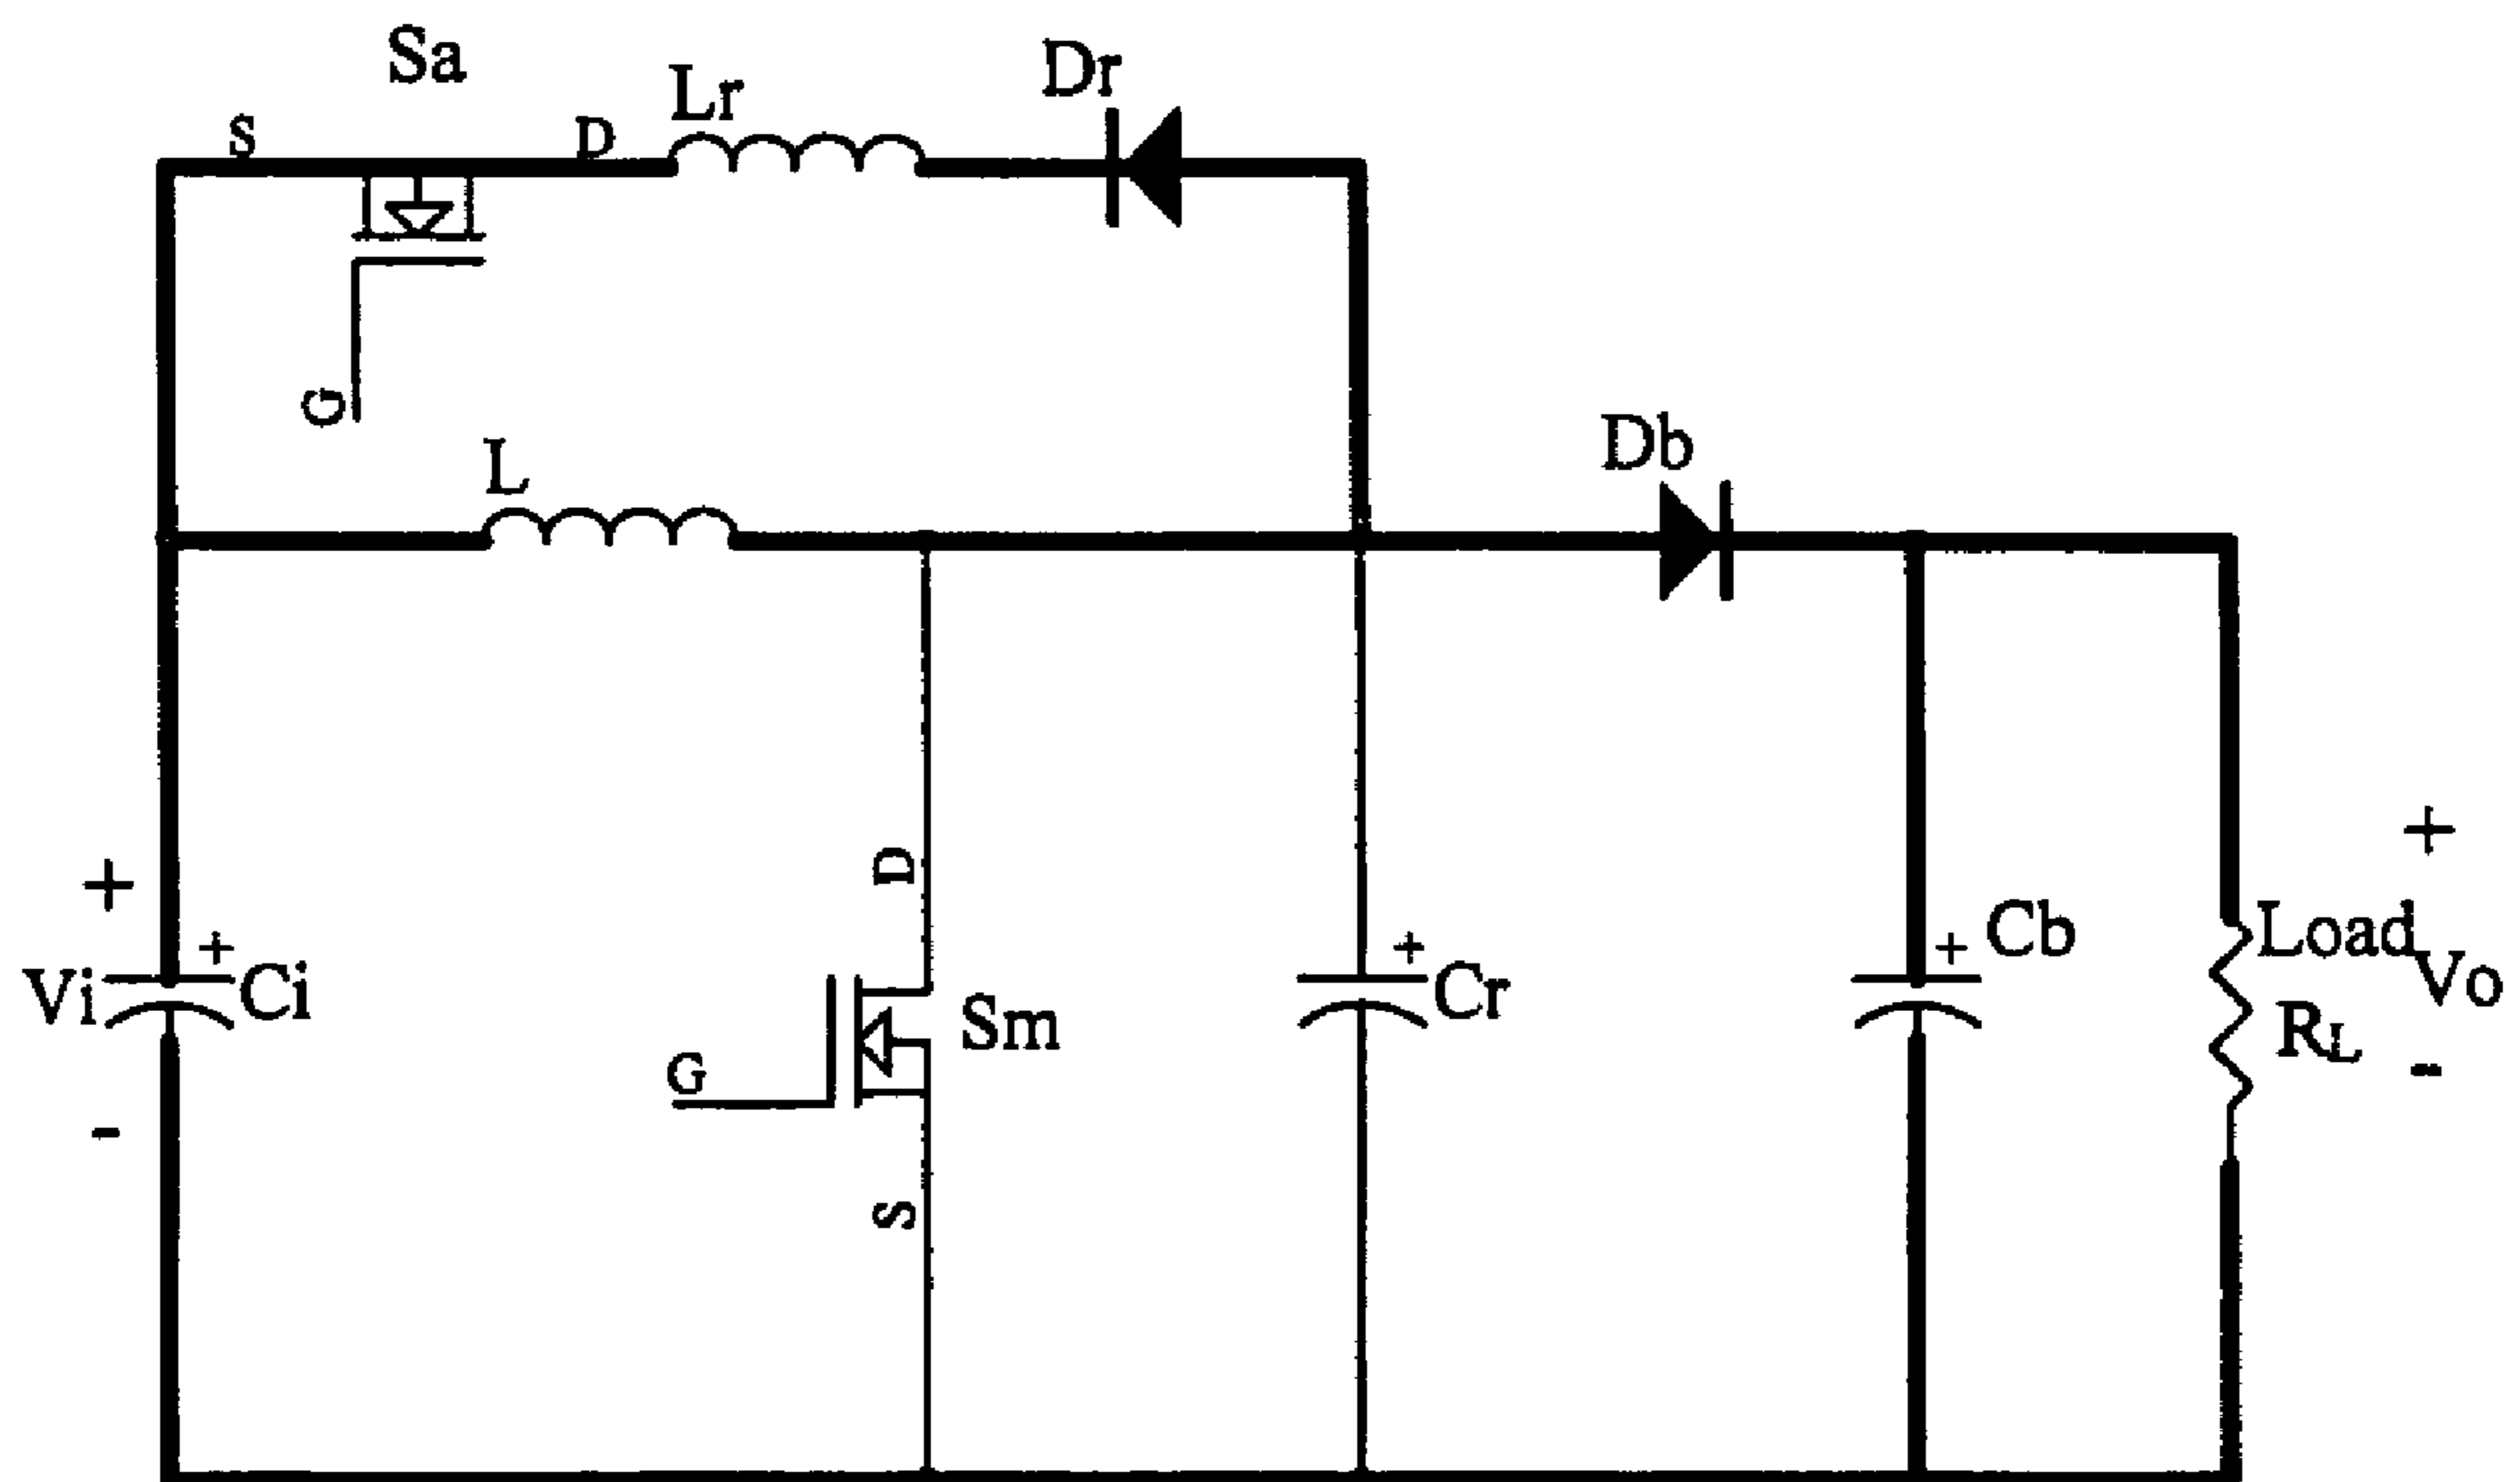 Sa
Lr
Dr
S
D
G
L
Db
+
+
D
+
Vi
Ci
G
Sm
S
-
+
Cr
+
Cb
Load
RL
Vo
-